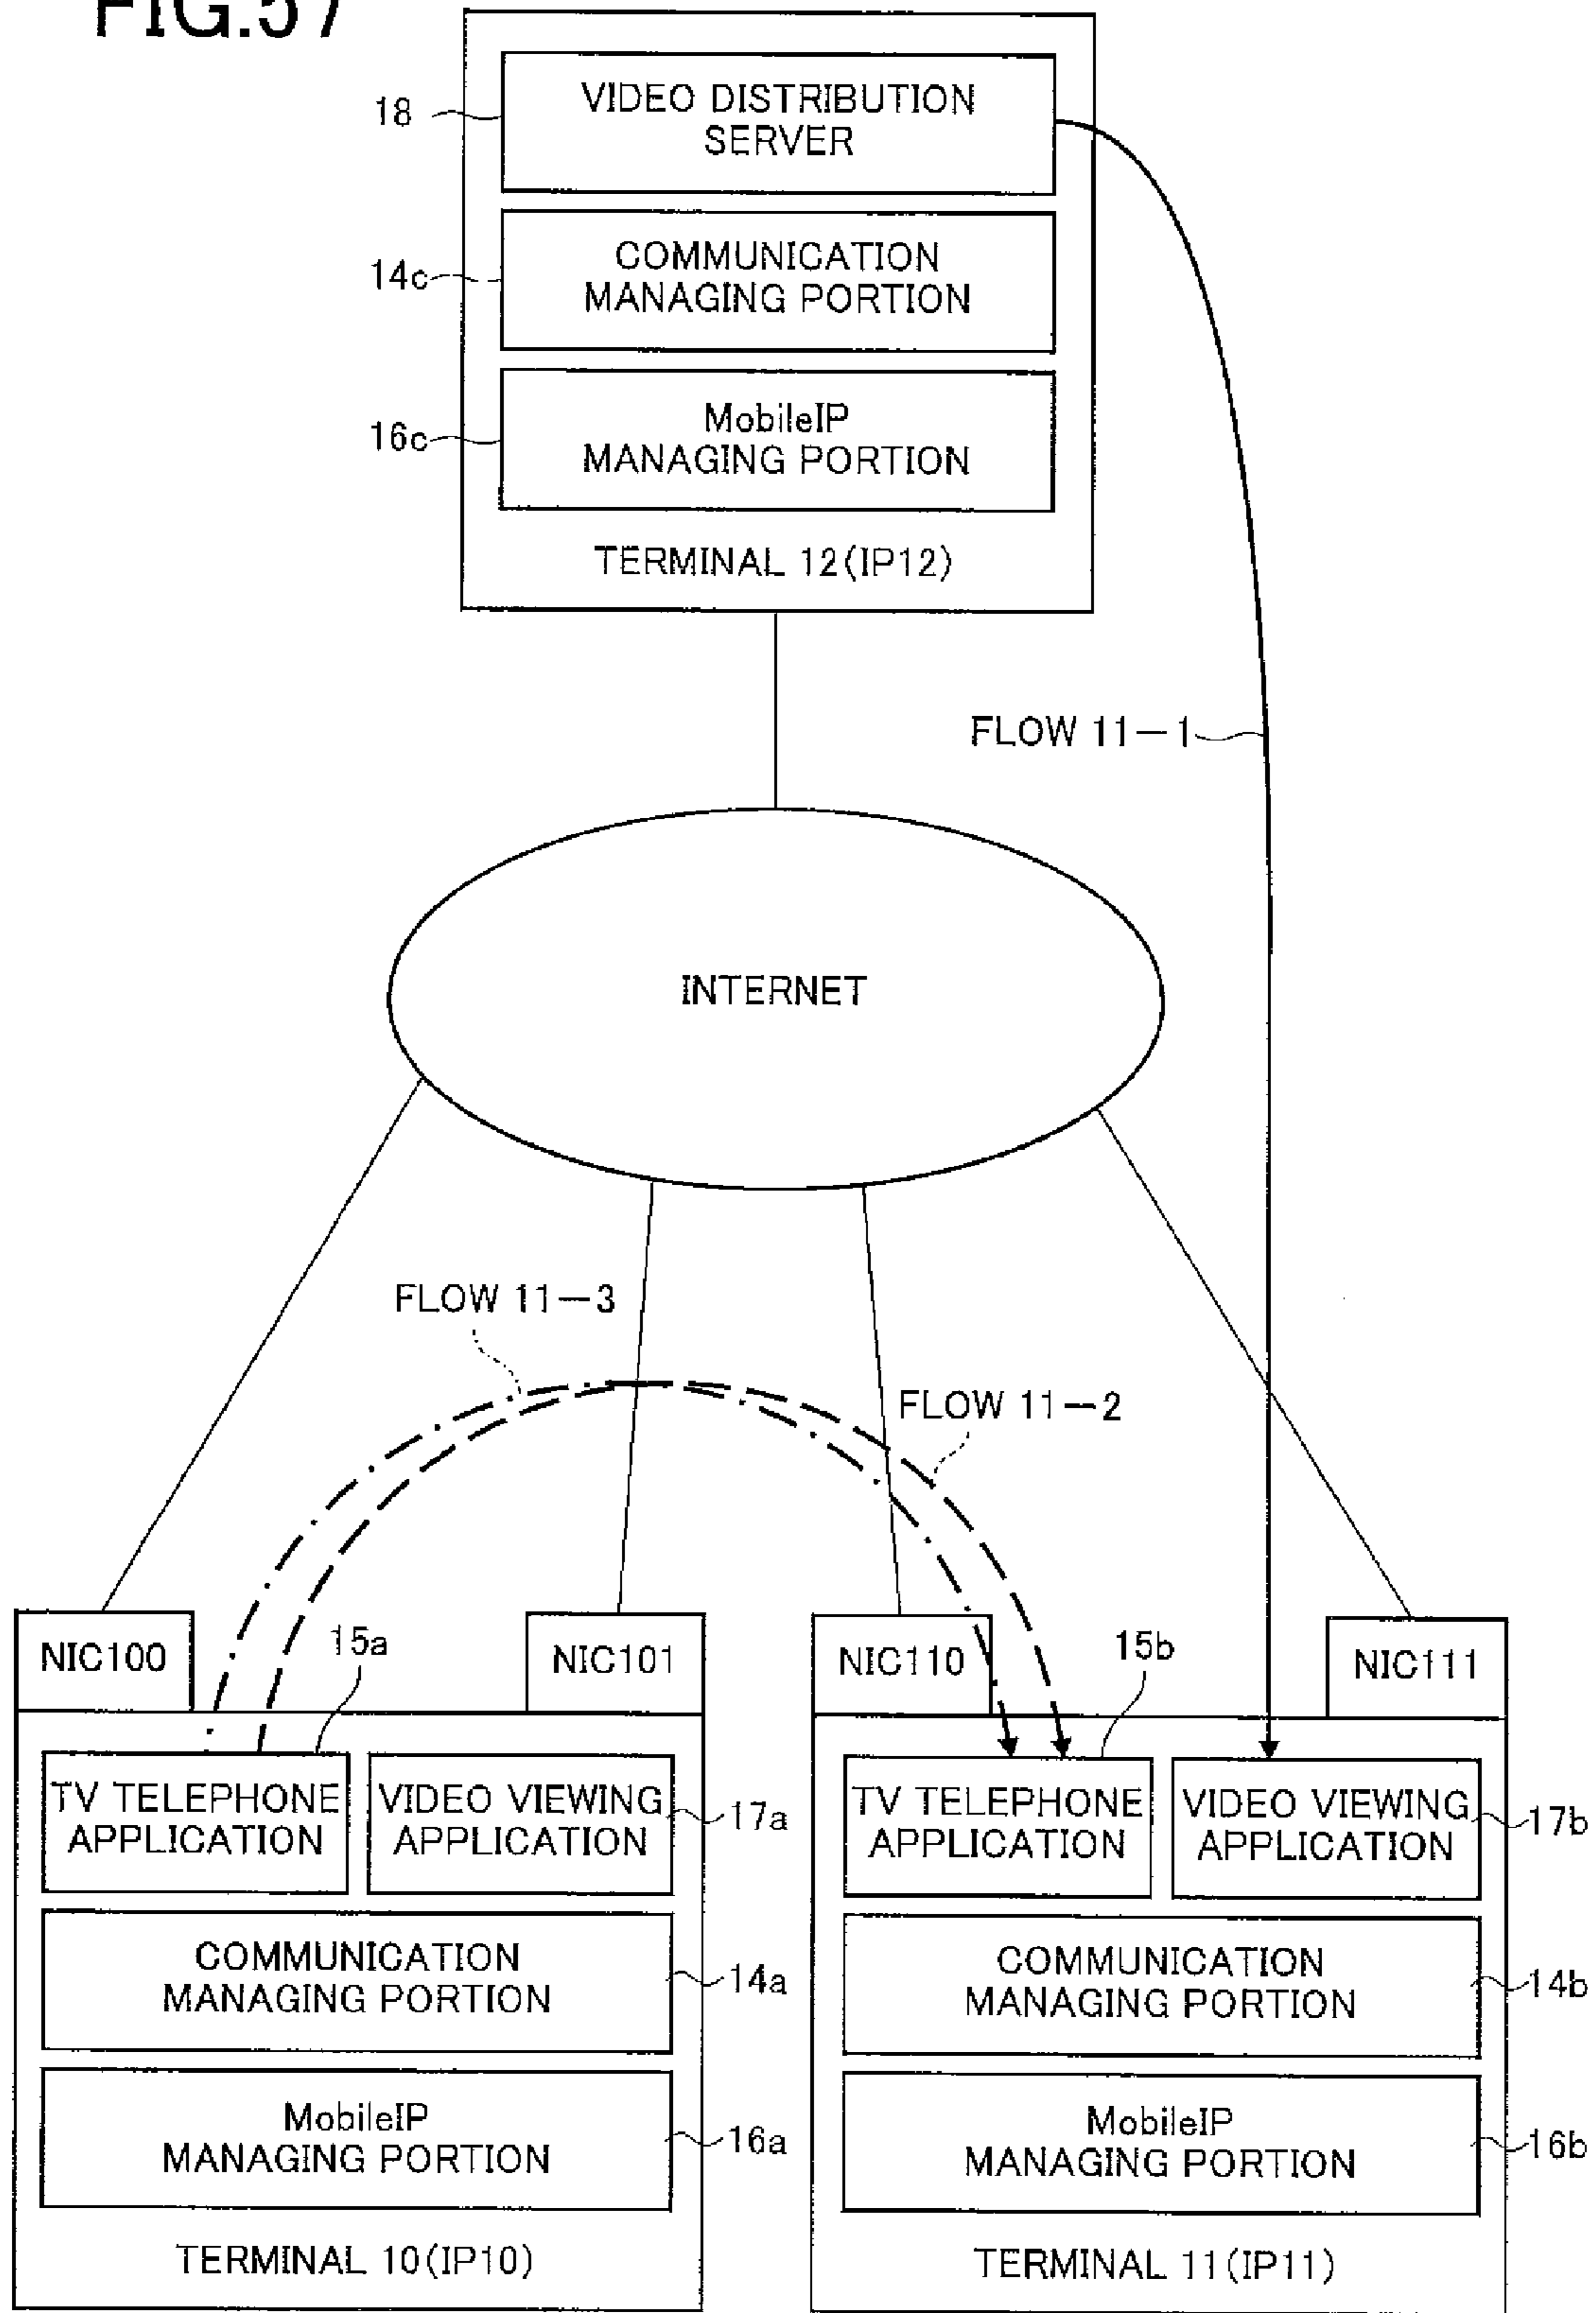 FIG.57
18
VIDEO DISTRIBUTION
SERVER
14c
COMMUNICATION
MANAGING PORTION
16c
MobileIP
MANAGING PORTION
TERMINAL 12(IP12)
FLOW 11-1
INTERNET
FLOW 11-3
FLOW 11-2
NIC100
15a
NIC101
NIC110
15b
NIC111
TV TELEPHONE
APPLICATION
VIDEO VIEWING
APPLICATION
17a
TV TELEPHONE
APPLICATION
VIDEO VIEWING
APPLICATION
17b
COMMUNICATION
MANAGING PORTION
14a
COMMUNICATION
MANAGING PORTION
14b
MobileIP
MANAGING PORTION
16a
MobileIP
MANAGING PORTION
16b
TERMINAL 10(IP10)
TERMINAL 11(IP11)